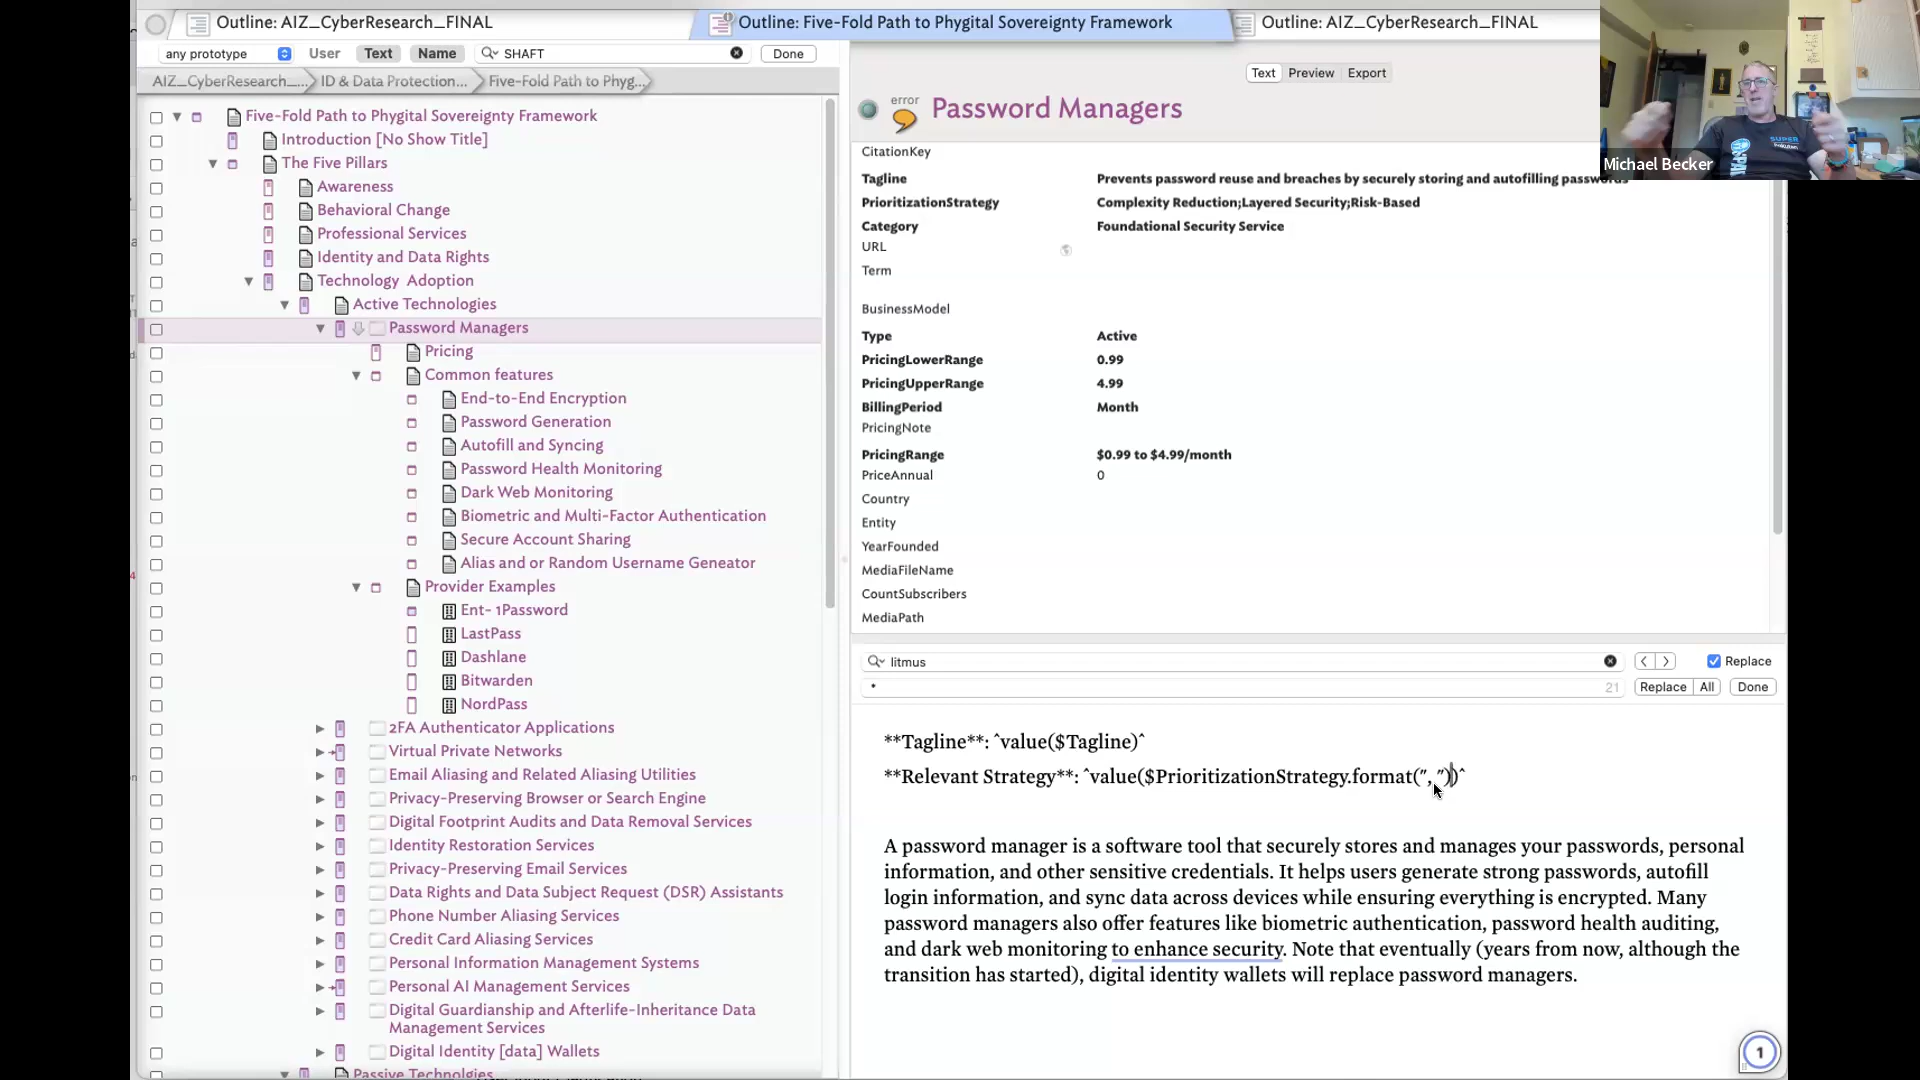 Outline: AIZ_CyberResearch_FINAL
Outline: Five-Fold Path to Phygital Sovereignty Framework
Outline: AIZ_CyberResearch_FINAL
any prototype User Text Name SHAFT Done
AIZ_CyberResearch_... ID & Data Protection... Five-Fold Path to Phyg...
Five-Fold Path to Phygital Sovereignty Framework
Introduction [No Show Title]
The Five Pillars
Awareness
Behavioral Change
Professional Services
Identity and Data Rights
Technology Adoption
Active Technologies
Password Managers
Pricing
Common features
End-to-End Encryption
Password Generation
Autofill and Syncing
Password Health Monitoring
Dark Web Monitoring
Biometric and Multi-Factor Authentication
Secure Account Sharing
Alias and or Random Username Geneator
Provider Examples
Ent- 1Password
LastPass
Dashlane
Bitwarden
NordPass
2FA Authenticator Applications
Virtual Private Networks
Email Aliasing and Related Aliasing Utilities
Privacy-Preserving Browser or Search Engine
Digital Footprint Audits and Data Removal Services
Identity Restoration Services
Privacy-Preserving Email Services
Data Rights and Data Subject Request (DSR) Assistants
Phone Number Aliasing Services
Credit Card Aliasing Services
Personal Information Management Systems
Personal AI Management Services
Digital Guardianship and Afterlife-Inheritance Data
Management Services
Digital Identity [data] Wallets
Passive Technolgies
Text Preview Export
error
Password Managers
CitationKey
Tagline Prevents password reuse and breaches by securely storing and autofilling passwords
PrioritizationStrategy Complexity Reduction;Layered Security;Risk-Based
Category Foundational Security Service
URL
Term
BusinessModel
Type Active
PricingLowerRange 0.99
PricingUpperRange 4.99
BillingPeriod Month
PricingNote
PricingRange $0.99 to $4.99/month
PriceAnnual 0
Country
Entity
YearFounded
MediaFileName
CountSubscribers
MediaPath
litmus Replace
* 21 Replace All Done
**Tagline**: ^value($Tagline)^
**Relevant Strategy**: ^value($PrioritizationStrategy.format(", "))^
A password manager is a software tool that securely stores and manages your passwords, personal
information, and other sensitive credentials. It helps users generate strong passwords, autofill
login information, and sync data across devices while ensuring everything is encrypted. Many
password managers also offer features like biometric authentication, password health auditing,
and dark web monitoring to enhance security. Note that eventually (years from now, although the
transition has started), digital identity wallets will replace password managers.
1
Michael Becker
SUPER